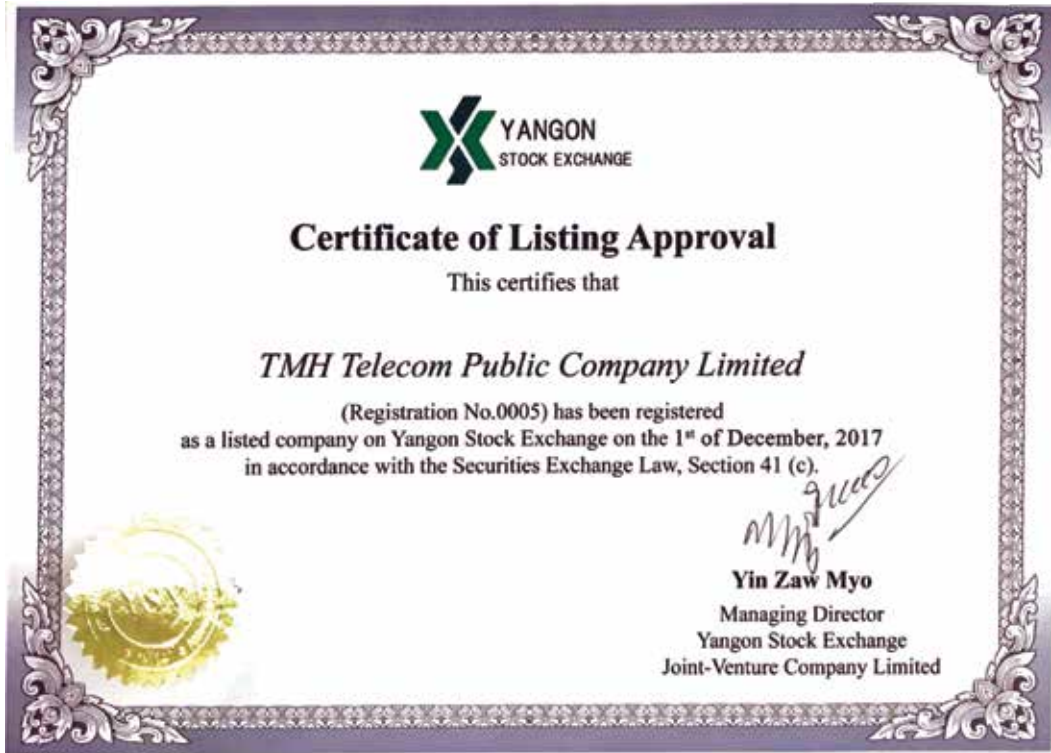 YANGON
STOCK EXCHANGE
Certificate of Listing Approval
This certifies that
TMH Telecom Public Company Limited
(Registration No.0005) has been registered
as a listed company on Yangon Stock Exchange on the 1st of December, 2017
in accordance with the Securities Exchange Law, Section 41 (c).
Yin Zaw Myo
Managing Director
Yangon Stock Exchange
Joint-Venture Company Limited